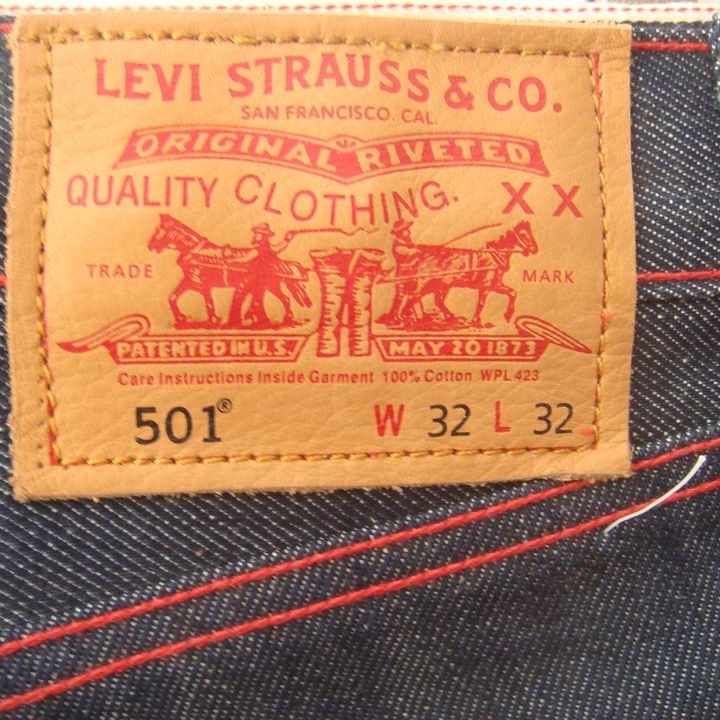 LEVI STRAUSS & CO.
SAN FRANCISCO. CAL.
ORIGINAL RIVETED
QUALITY CLOTHING. X X
TRADE MARK
PATENTED IN U.S. MAY 20 1873
Care Instructions Inside Garment 100% Cotton WPL 423
501® W 32 L 32